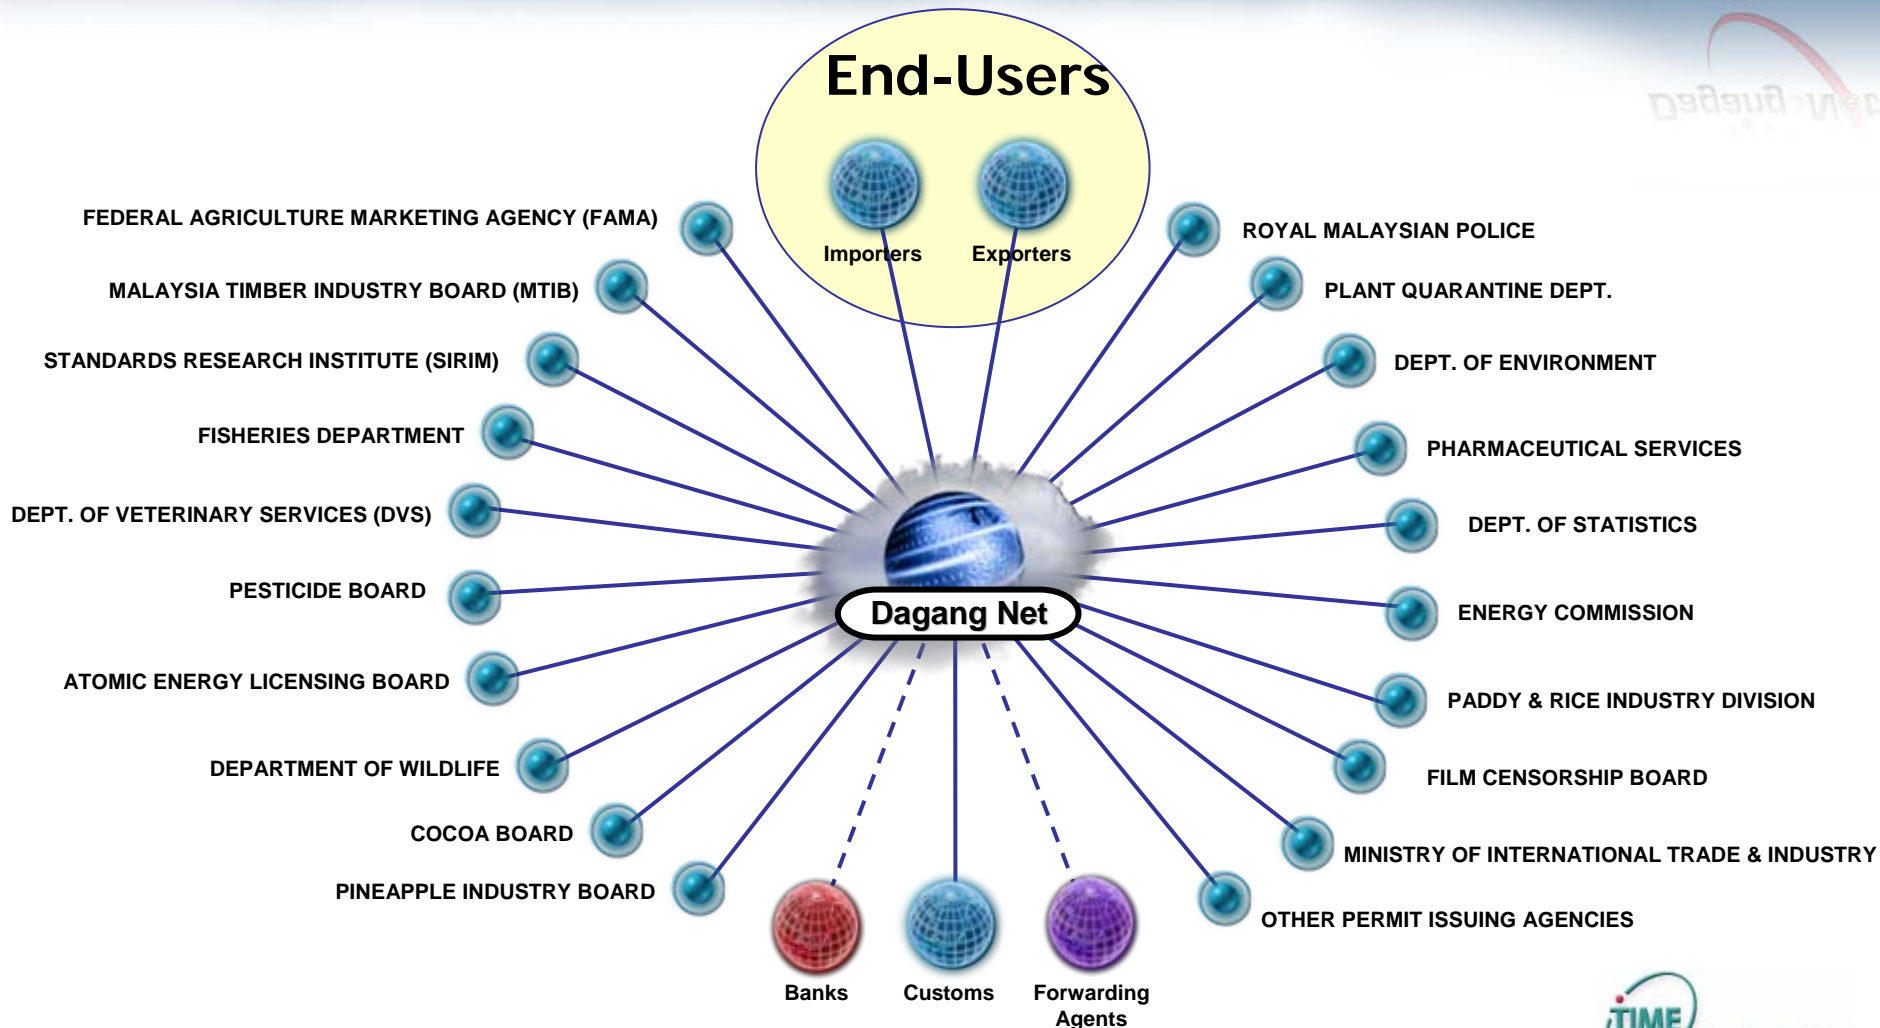 End-Users
Importers
Exporters
FEDERAL AGRICULTURE MARKETING AGENCY (FAMA)
MALAYSIA TIMBER INDUSTRY BOARD (MTIB)
STANDARDS RESEARCH INSTITUTE (SIRIM)
FISHERIES DEPARTMENT
DEPT. OF VETERINARY SERVICES (DVS)
PESTICIDE BOARD
ATOMIC ENERGY LICENSING BOARD
DEPARTMENT OF WILDLIFE
COCOA BOARD
PINEAPPLE INDUSTRY BOARD
ROYAL MALAYSIAN POLICE
PLANT QUARANTINE DEPT.
DEPT. OF ENVIRONMENT
PHARMACEUTICAL SERVICES
DEPT. OF STATISTICS
ENERGY COMMISSION
PADDY & RICE INDUSTRY DIVISION
FILM CENSORSHIP BOARD
MINISTRY OF INTERNATIONAL TRADE & INDUSTRY
OTHER PERMIT ISSUING AGENCIES
Dagang Net
Banks
Customs
Forwarding
Agents
TIME